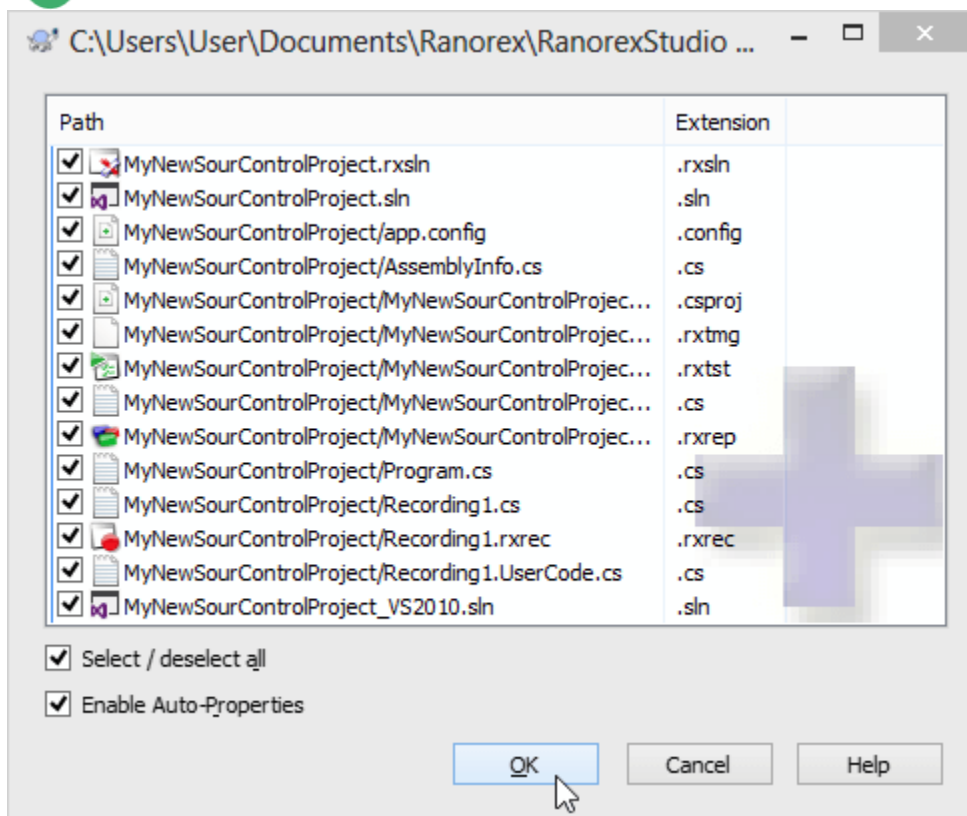 C:\Users\User\Documents\Ranorex\RanorexStudio ...
Path Extension
MyNewSourControlProject.rxsln .rxsln
MyNewSourControlProject.sln .sln
MyNewSourControlProject/app.config .config
MyNewSourControlProject/AssemblyInfo.cs .cs
MyNewSourControlProject/MyNewSourControlProjec... .csproj
MyNewSourControlProject/MyNewSourControlProjec... .rxtmg
MyNewSourControlProject/MyNewSourControlProjec... .rxtst
MyNewSourControlProject/MyNewSourControlProjec... .cs
MyNewSourControlProject/MyNewSourControlProjec... .rxrep
MyNewSourControlProject/Program.cs .cs
MyNewSourControlProject/Recording1.cs .cs
MyNewSourControlProject/Recording1.rxrec .rxrec
MyNewSourControlProject/Recording1.UserCode.cs .cs
MyNewSourControlProject_VS2010.sln .sln
Select / deselect all
Enable Auto-Properties
OK Cancel Help